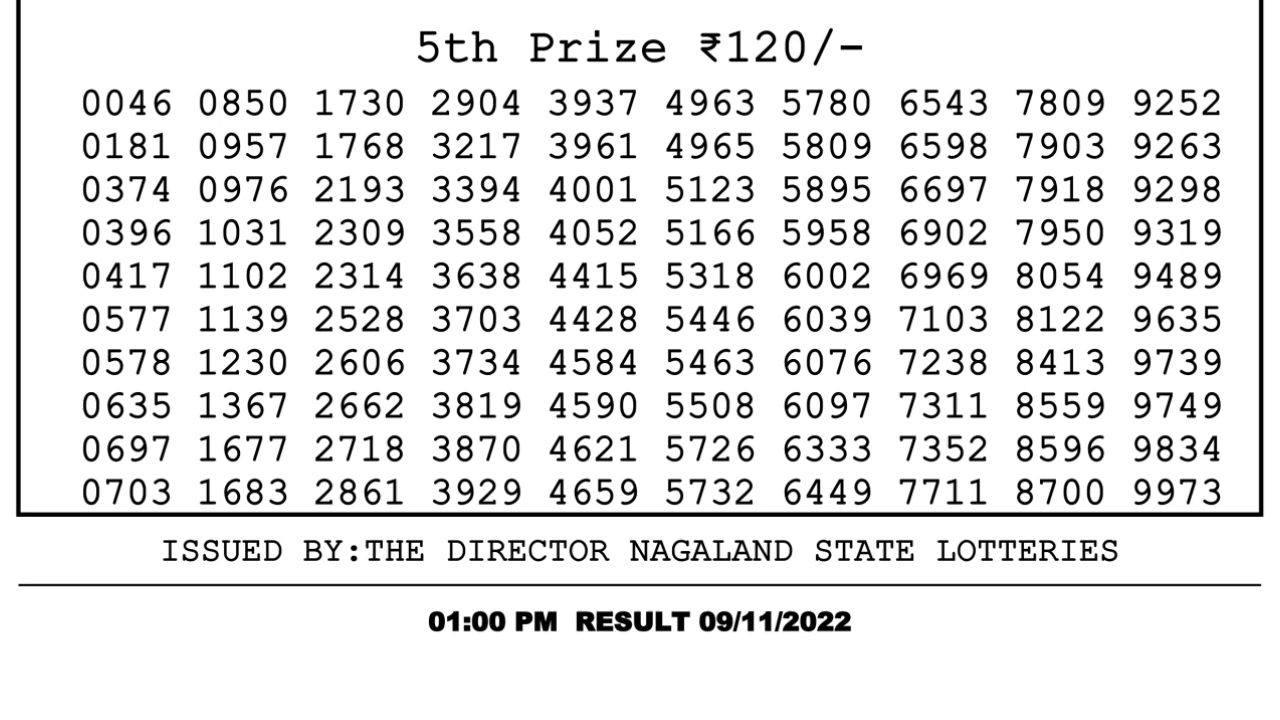 5th Prize ₹120/-
0046 0850 1730 2904 3937 4963 5780 6543 7809 9252
0181 0957 1768 3217 3961 4965 5809 6598 7903 9263
0374 0976 2193 3394 4001 5123 5895 6697 7918 9298
0396 1031 2309 3558 4052 5166 5958 6902 7950 9319
0417 1102 2314 3638 4415 5318 6002 6969 8054 9489
0577 1139 2528 3703 4428 5446 6039 7103 8122 9635
0578 1230 2606 3734 4584 5463 6076 7238 8413 9739
0635 1367 2662 3819 4590 5508 6097 7311 8559 9749
0697 1677 2718 3870 4621 5726 6333 7352 8596 9834
0703 1683 2861 3929 4659 5732 6449 7711 8700 9973
ISSUED BY:THE DIRECTOR NAGALAND STATE LOTTERIES
01:00 PM RESULT 09/11/2022